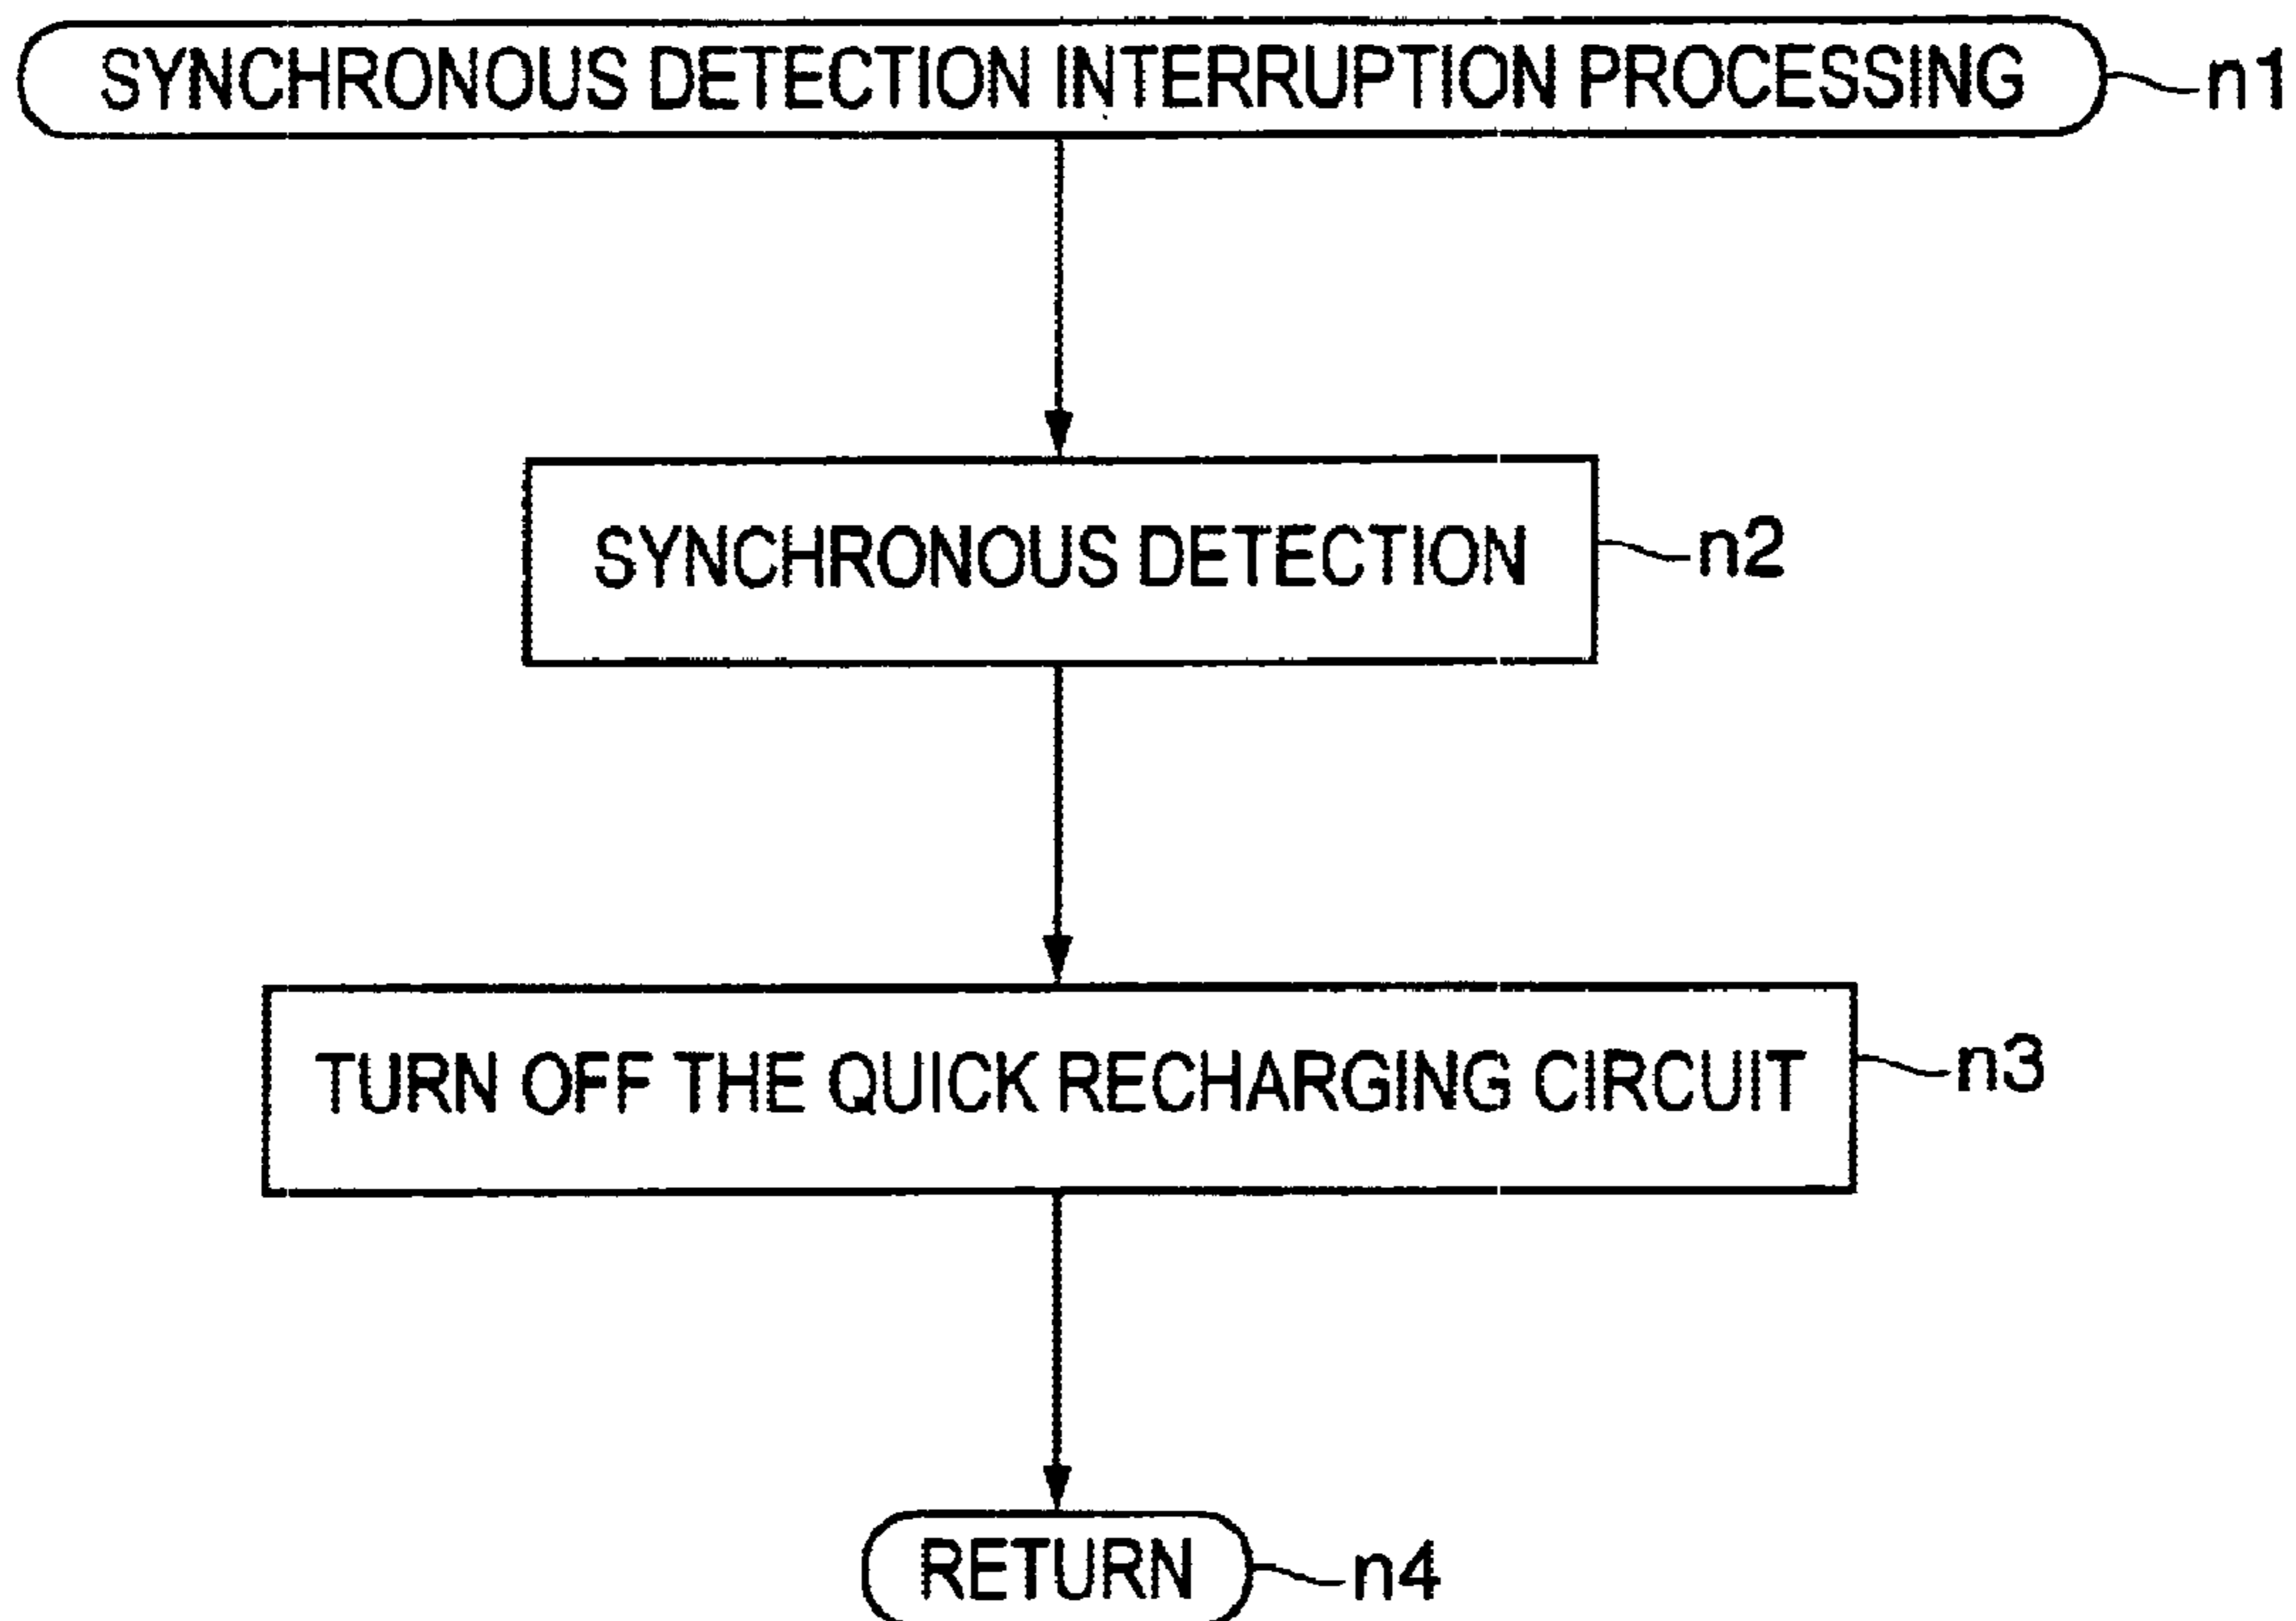 SYNCHRONOUS DETECTION INTERRUPTION PROCESSING n1
SYNCHRONOUS DETECTION n2
TURN OFF THE QUICK RECHARGING CIRCUIT n3
RETURN n4